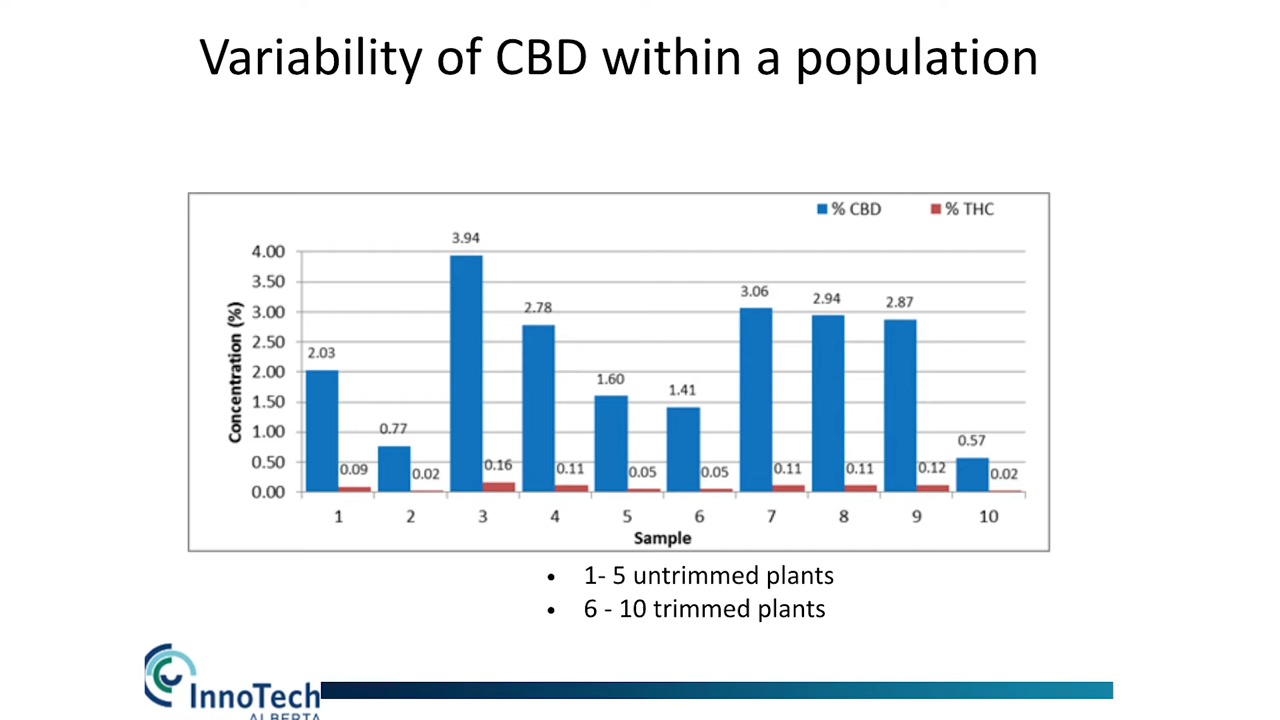 Variability of CBD within a population
% CBD % THC
4.00
3.50
3.00
2.50
2.00
1.50
1.00
0.50
0.00
Concentration (%)
2.03 0.77 3.94 2.78 1.60 1.41 3.06 2.94 2.87 0.57
0.09 0.02 0.16 0.11 0.05 0.05 0.11 0.11 0.12 0.02
1 2 3 4 5 6 7 8 9 10
Sample
• 1- 5 untrimmed plants
• 6 - 10 trimmed plants
InnoTech
ALBERTA